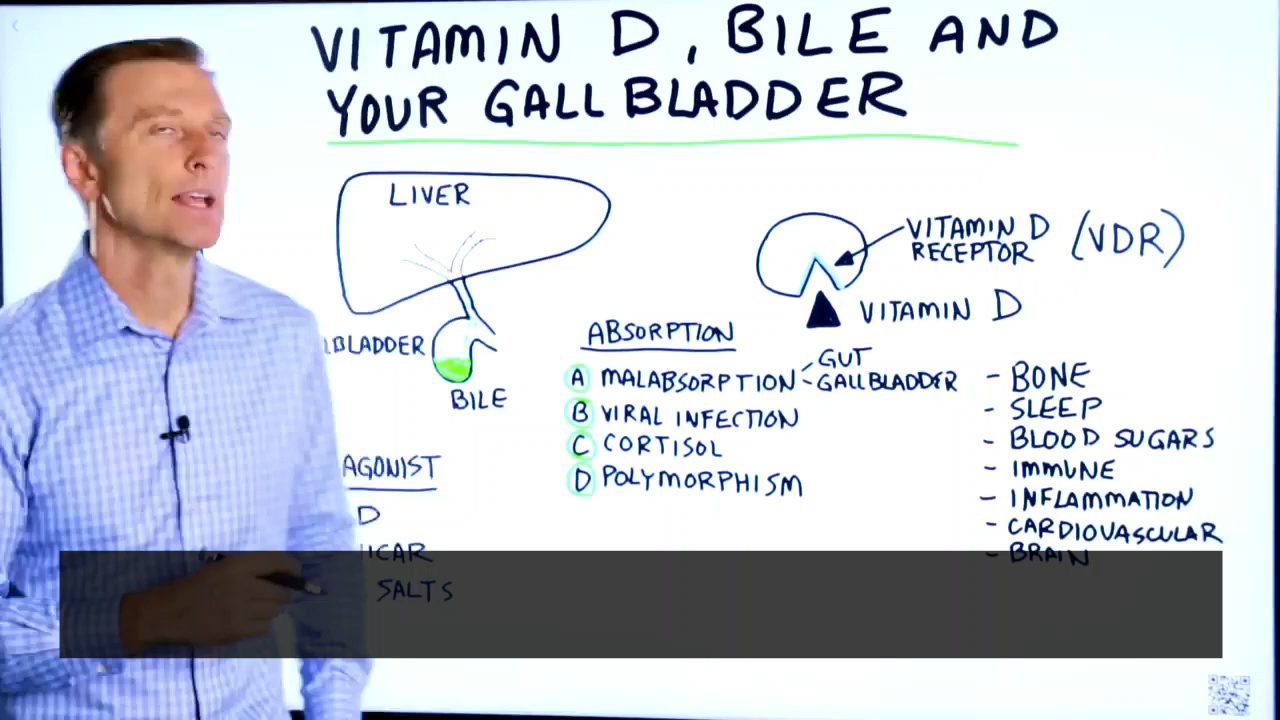 VITAMIN D, BILE AND
YOUR GALLBLADDER
LIVER
LBLADDER
BILE
VITAMIN D
RECEPTOR (VDR)
VITAMIN D
ABSORPTION
A MALABSORPTION - GUT
- GALLBLADDER
B VIRAL INFECTION
C CORTISOL
D POLYMORPHISM
- BONE
- SLEEP
- BLOOD SUGARS
- IMMUNE
- INFLAMMATION
- CARDIOVASCULAR
- BRAIN
AGONIST
D
SALTS